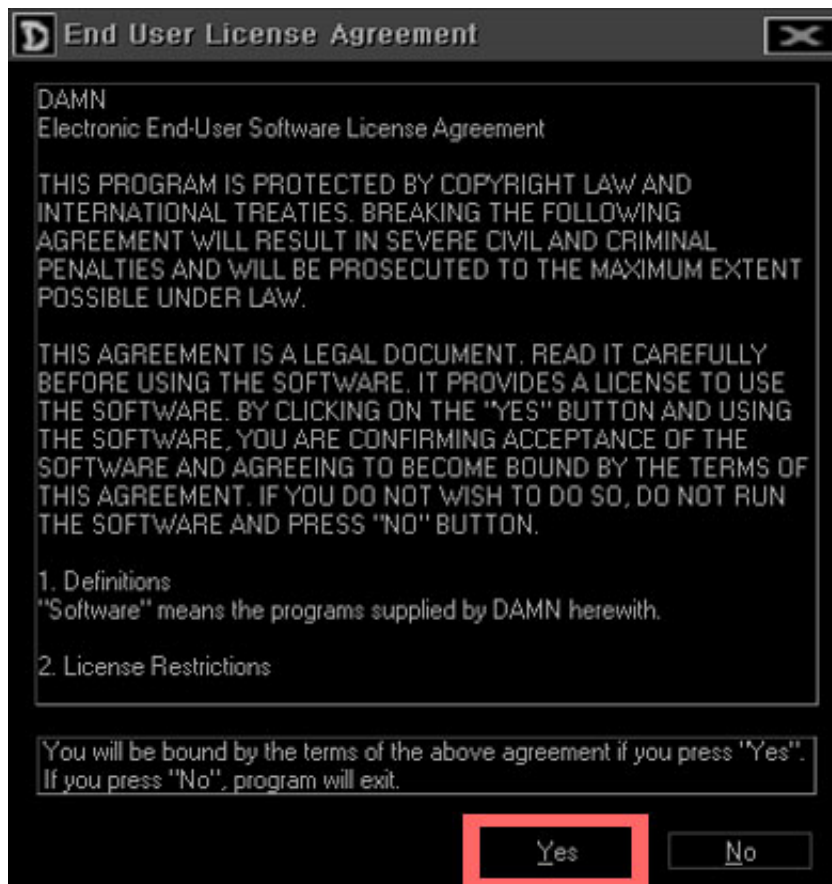 D End User License Agreement
DAMN
Electronic End-User Software License Agreement
THIS PROGRAM IS PROTECTED BY COPYRIGHT LAW AND
INTERNATIONAL TREATIES. BREAKING THE FOLLOWING
AGREEMENT WILL RESULT IN SEVERE CIVIL AND CRIMINAL
PENALTIES AND WILL BE PROSECUTED TO THE MAXIMUM EXTENT
POSSIBLE UNDER LAW.
THIS AGREEMENT IS A LEGAL DOCUMENT. READ IT CAREFULLY
BEFORE USING THE SOFTWARE. IT PROVIDES A LICENSE TO USE
THE SOFTWARE. BY CLICKING ON THE "YES" BUTTON AND USING
THE SOFTWARE, YOU ARE CONFIRMING ACCEPTANCE OF THE
SOFTWARE AND AGREEING TO BECOME BOUND BY THE TERMS OF
THIS AGREEMENT. IF YOU DO NOT WISH TO DO SO, DO NOT RUN
THE SOFTWARE AND PRESS "NO" BUTTON.
1. Definitions
"Software" means the programs supplied by DAMN herewith.
2. License Restrictions
You will be bound by the terms of the above agreement if you press "Yes".
If you press "No", program will exit.
Yes No